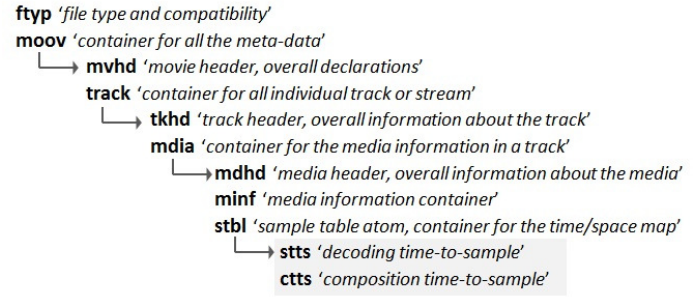 ftyp ‘file type and compatibility’
moov ‘container for all the meta-data’
mvhd ‘movie header, overall declarations’
track ‘container for all individual track or stream’
tkhd ‘track header, overall information about the track’
mdia ‘container for the media information in a track’
mdhd ‘media header, overall information about the media’
minf ‘media information container’
stbl ‘sample table atom, container for the time/space map’
stts ‘decoding time-to-sample’
ctts ‘composition time-to-sample’